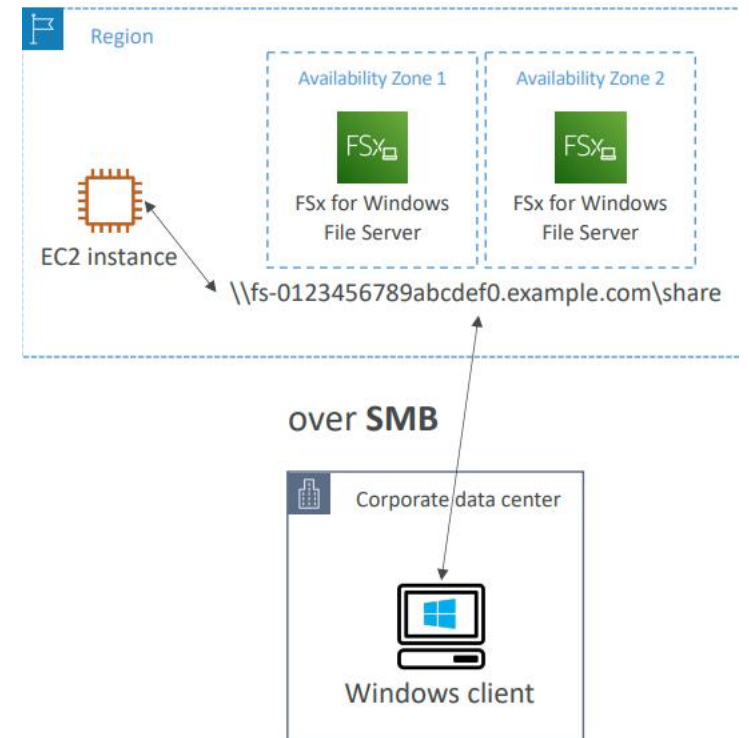 Region
Availability Zone 1
Availability Zone 2
FSx
FSx
FSx for Windows
File Server
FSx for Windows
File Server
EC2 instance
\\fs-0123456789abcdef0.example.com\share
over SMB
Corporate data center
Windows client